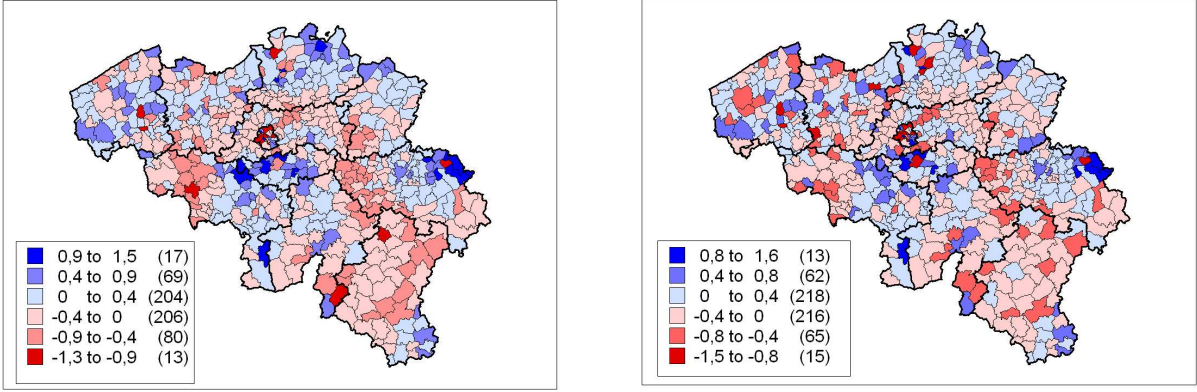 0,9 to 1,5 (17)
0,4 to 0,9 (69)
0 to 0,4 (204)
-0,4 to 0 (206)
-0,9 to -0,4 (80)
-1,3 to -0,9 (13)
0,8 to 1,6 (13)
0,4 to 0,8 (62)
0 to 0,4 (218)
-0,4 to 0 (216)
-0,8 to -0,4 (65)
-1,5 to -0,8 (15)